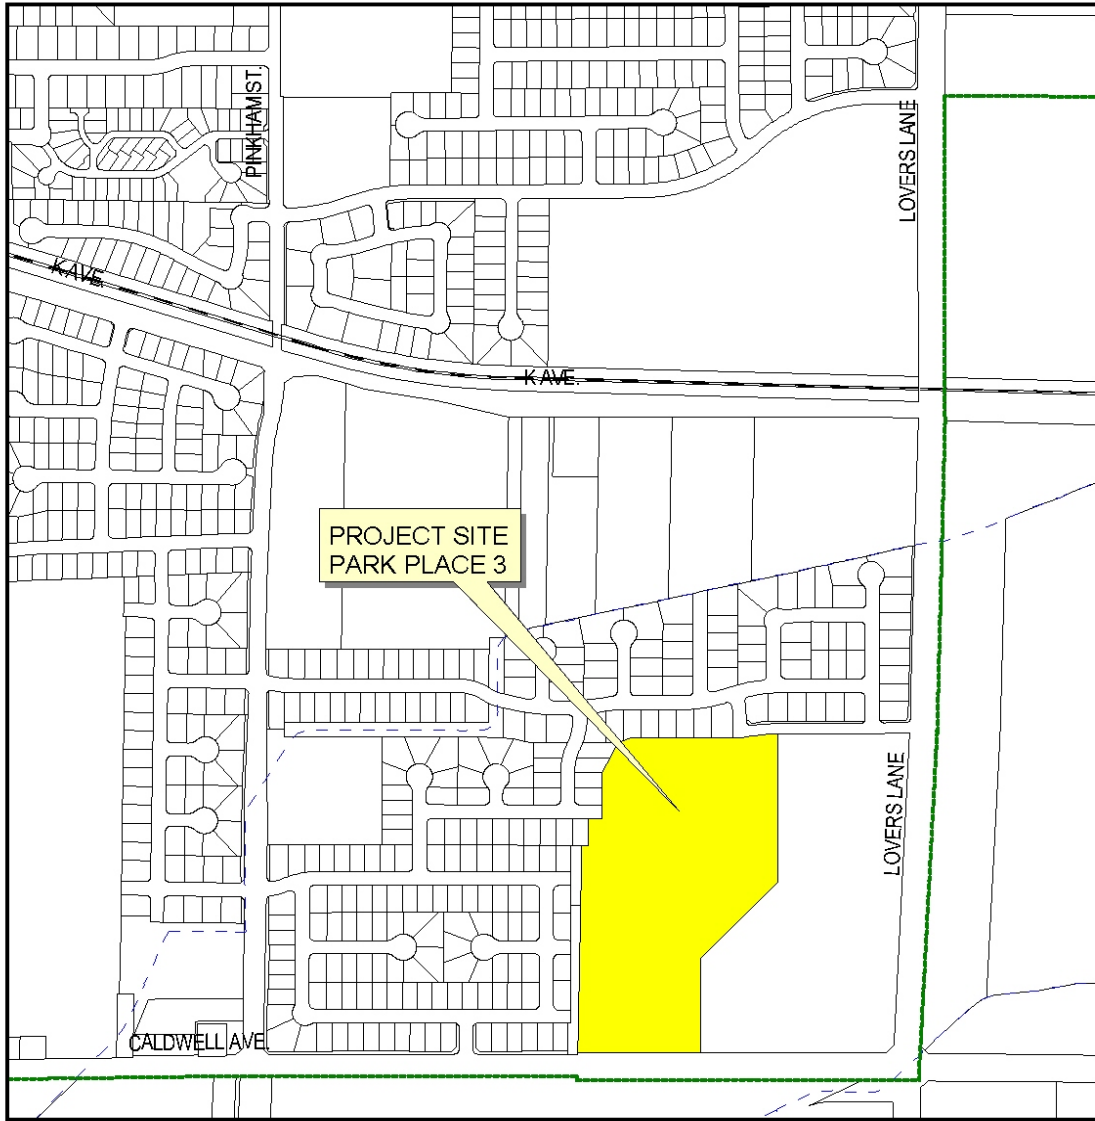 PINKHAM ST.
LOVERS LANE
K AVE.
K AVE.
PROJECT SITE
PARK PLACE 3
LOVERS LANE
CALDWELL AVE.